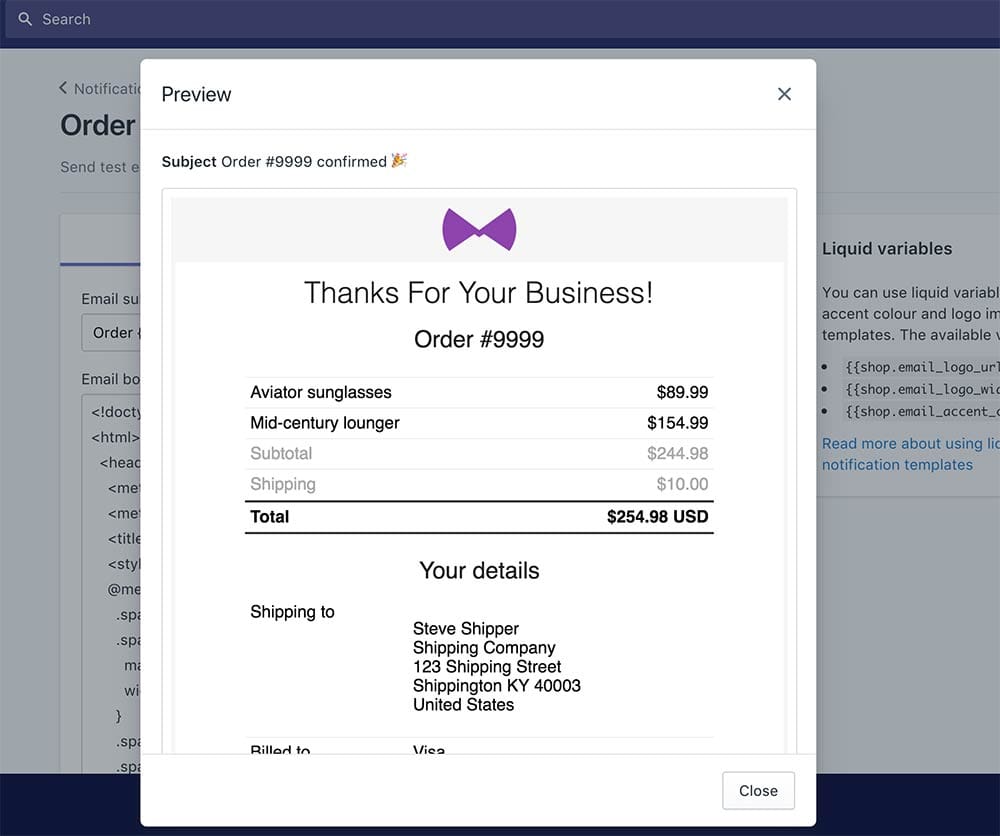 Search
Notificatio
Order
Send test e
Email su
Order {
Email bo
<!docty
<html>
<head
<me
<me
<title
<styl
@me
.spa
.spa
ma
wi
}
.spa
.spa
Preview
Subject Order #9999 confirmed 🎉
Thanks For Your Business!
Order #9999
Aviator sunglasses $89.99
Mid-century lounger $154.99
Subtotal $244.98
Shipping $10.00
Total $254.98 USD
Your details
Shipping to
Steve Shipper
Shipping Company
123 Shipping Street
Shippington KY 40003
United States
Billed to Visa
Close
Liquid variables
You can use liquid variabl
accent colour and logo im
templates. The available v
{{shop.email_logo_url
{{shop.email_logo_wid
{{shop.email_accent_c
Read more about using liq
notification templates